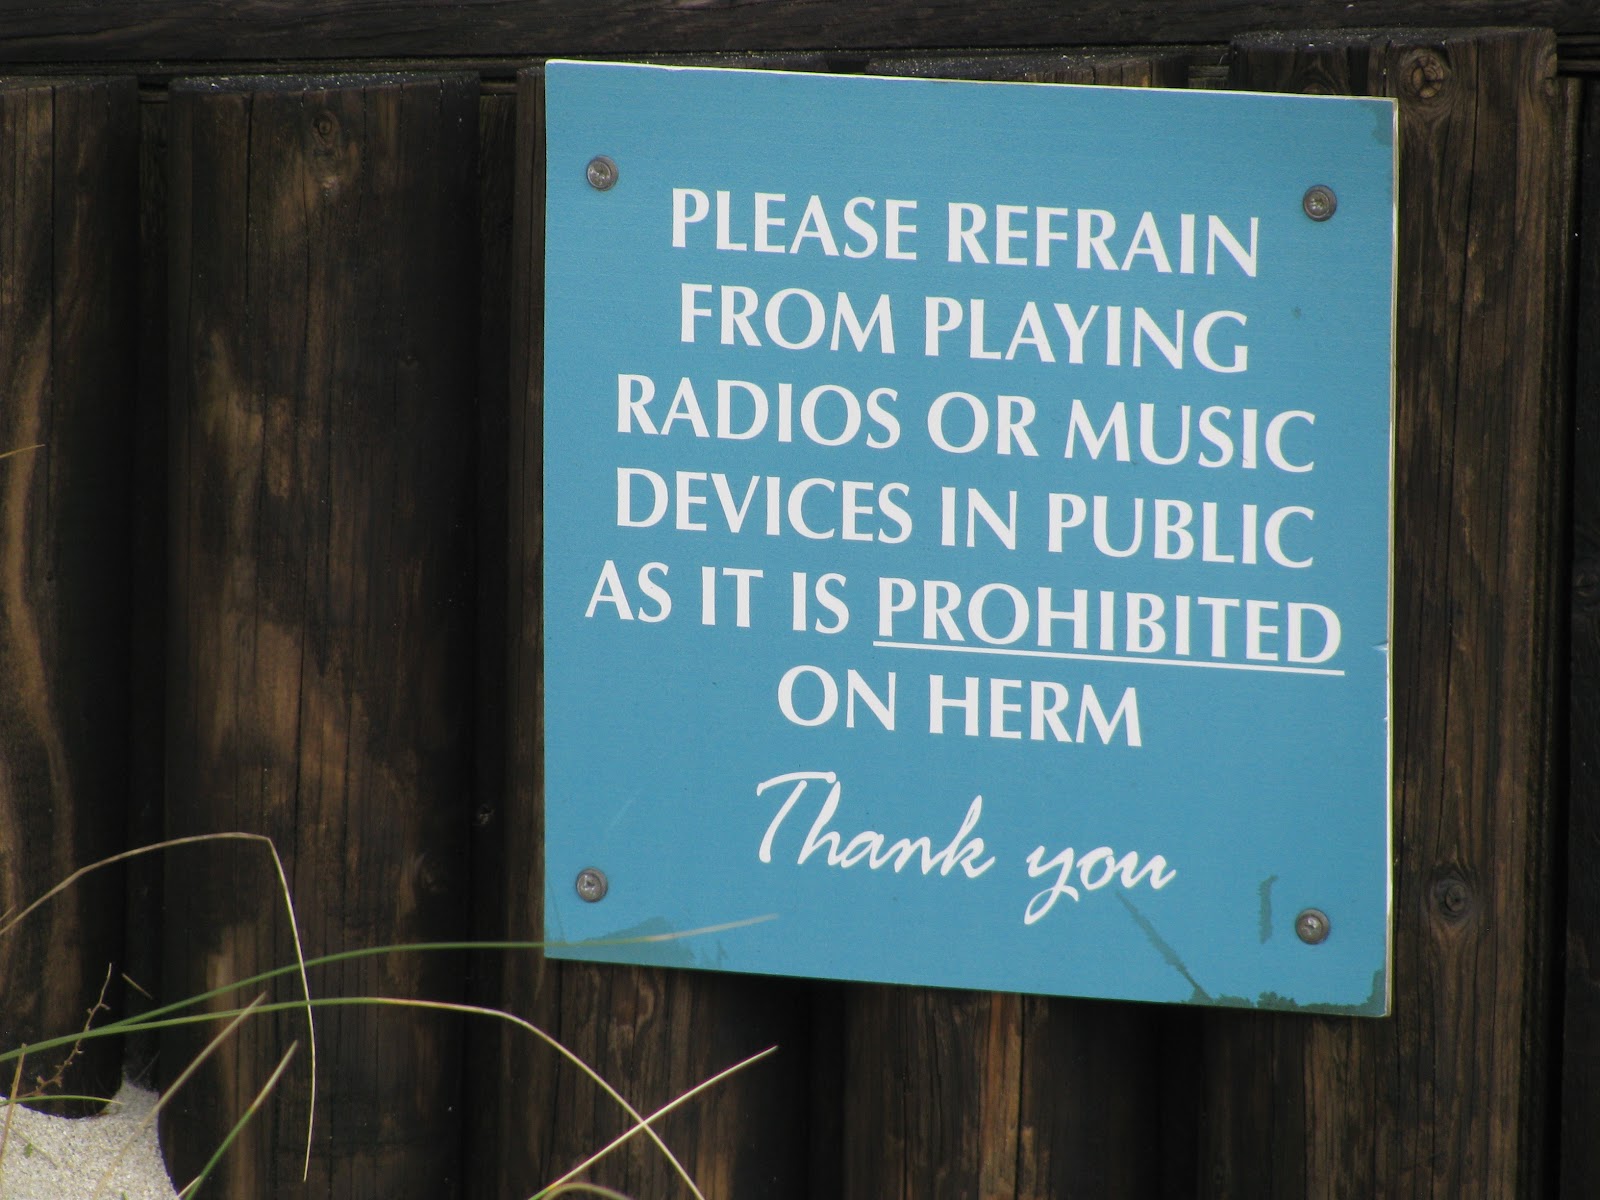 PLEASE REFRAIN
FROM PLAYING
RADIOS OR MUSIC
DEVICES IN PUBLIC
AS IT IS PROHIBITED
ON HERM
Thank you